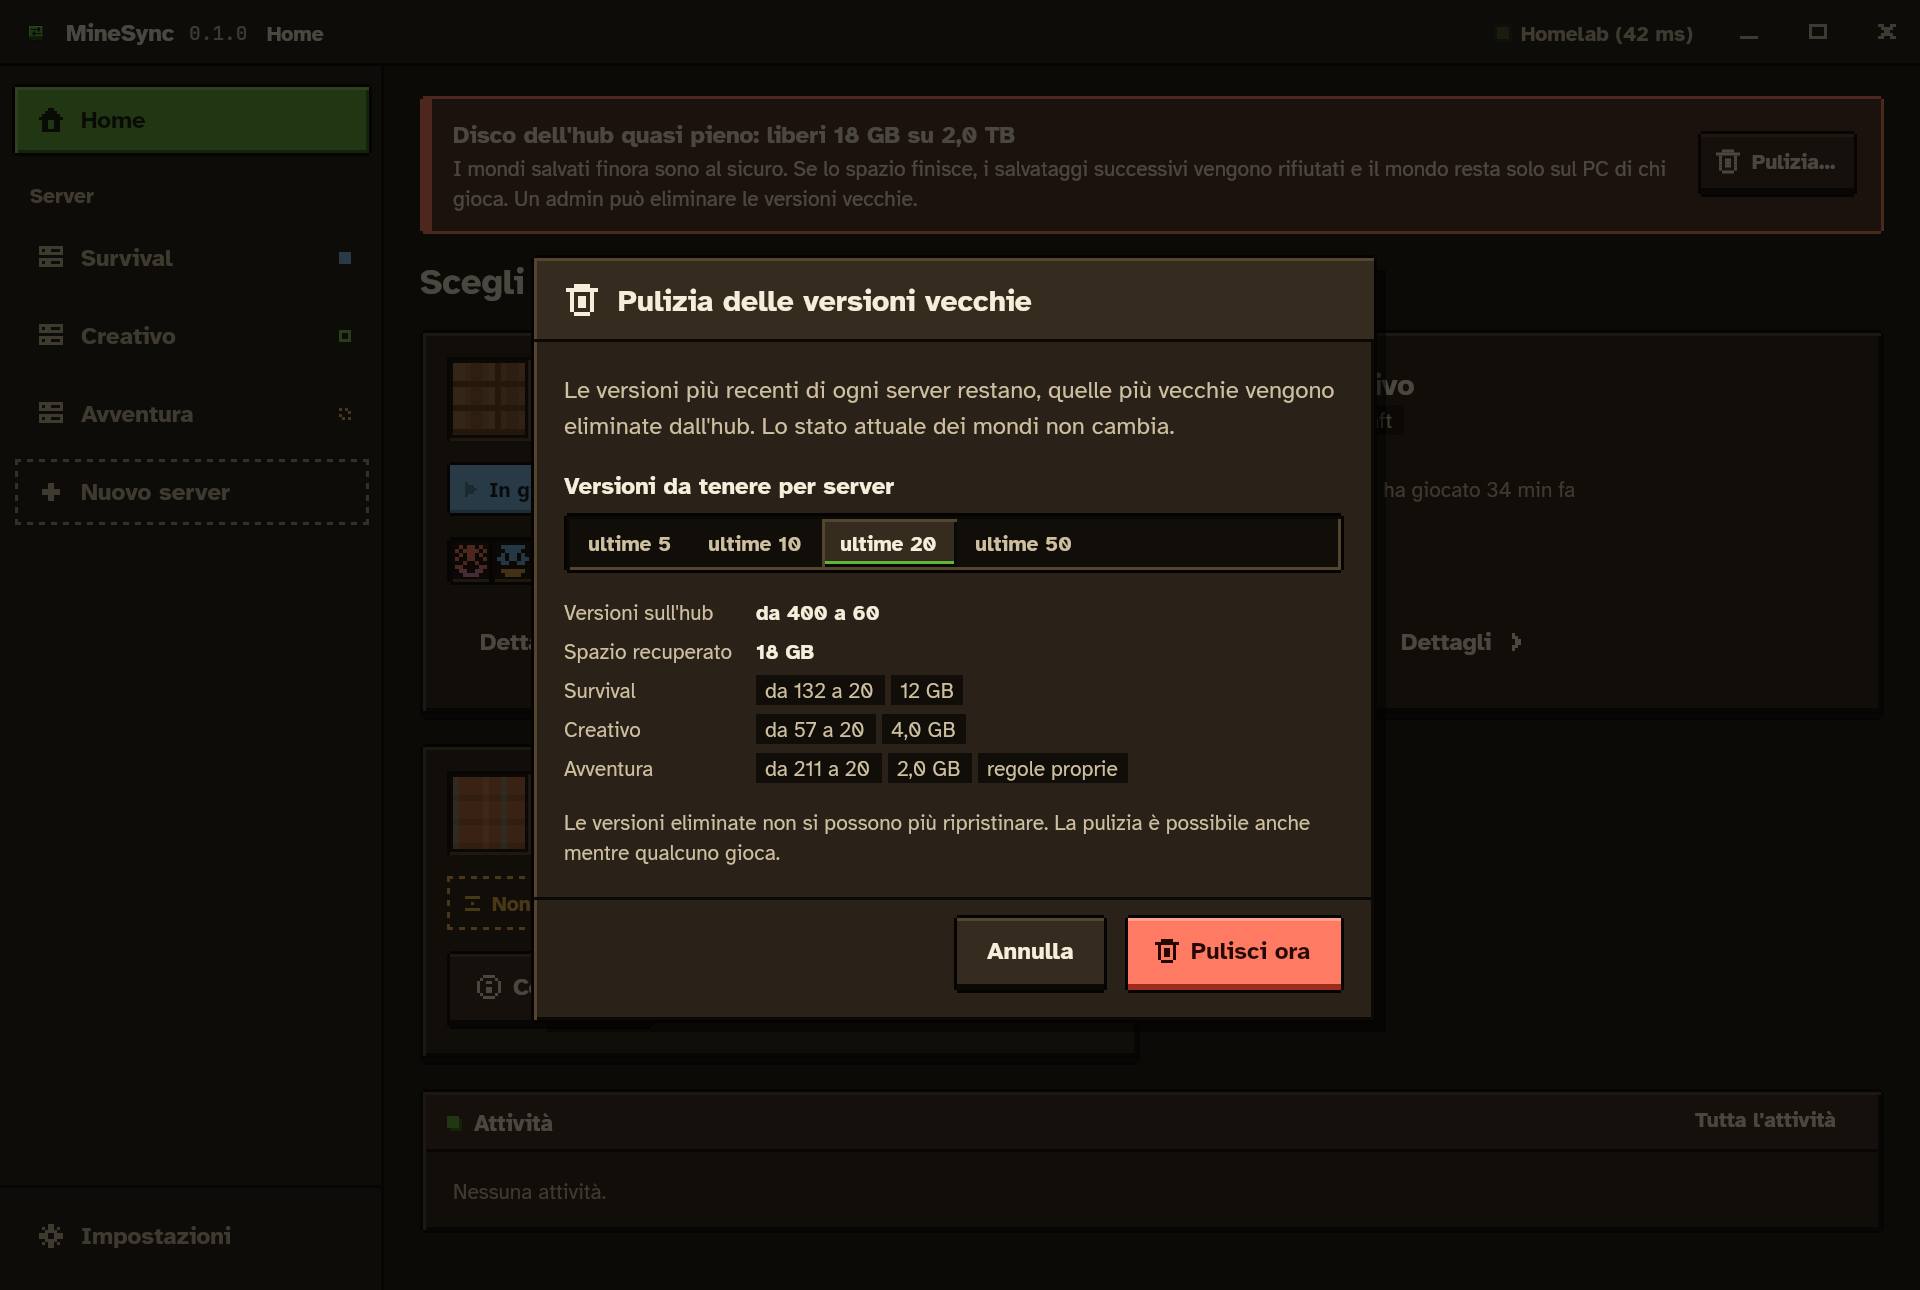 MineSync 0.1.0 Home
Homelab (42 ms)
Home
Server
Survival
Creativo
Avventura
Nuovo server
Impostazioni
Disco dell'hub quasi pieno: liberi 18 GB su 2,0 TB
I mondi salvati finora sono al sicuro. Se lo spazio finisce, i salvataggi successivi vengono rifiutati e il mondo resta solo sul PC di chi
gioca. Un admin può eliminare le versioni vecchie.
Pulizia...
Scegli
ha giocato 34 min fa
Dettagli
Pulizia delle versioni vecchie
Le versioni più recenti di ogni server restano, quelle più vecchie vengono
eliminate dall'hub. Lo stato attuale dei mondi non cambia.
Versioni da tenere per server
ultime 5 ultime 10 ultime 20 ultime 50
Versioni sull'hub da 400 a 60
Spazio recuperato 18 GB
Survival da 132 a 20 12 GB
Creativo da 57 a 20 4,0 GB
Avventura da 211 a 20 2,0 GB regole proprie
Le versioni eliminate non si possono più ripristinare. La pulizia è possibile anche
mentre qualcuno gioca.
Annulla Pulisci ora
Attività
Tutta l'attività
Nessuna attività.